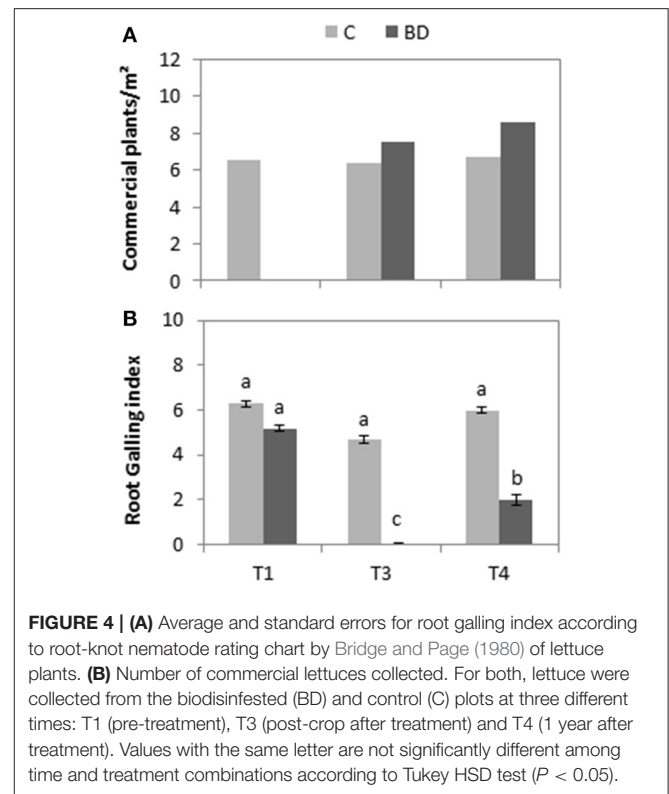 A
C BD
Commercial plants/m²
12
10
8
6
4
2
0
B
Root Galling index
10
8
6
4
2
0
a a a c a b
T1 T3 T4
FIGURE 4 | (A) Average and standard errors for root galling index according
to root-knot nematode rating chart by Bridge and Page (1980) of lettuce
plants. (B) Number of commercial lettuces collected. For both, lettuce were
collected from the biodisinfested (BD) and control (C) plots at three different
times: T1 (pre-treatment), T3 (post-crop after treatment) and T4 (1 year after
treatment). Values with the same letter are not significantly different among
time and treatment combinations according to Tukey HSD test (P < 0.05).